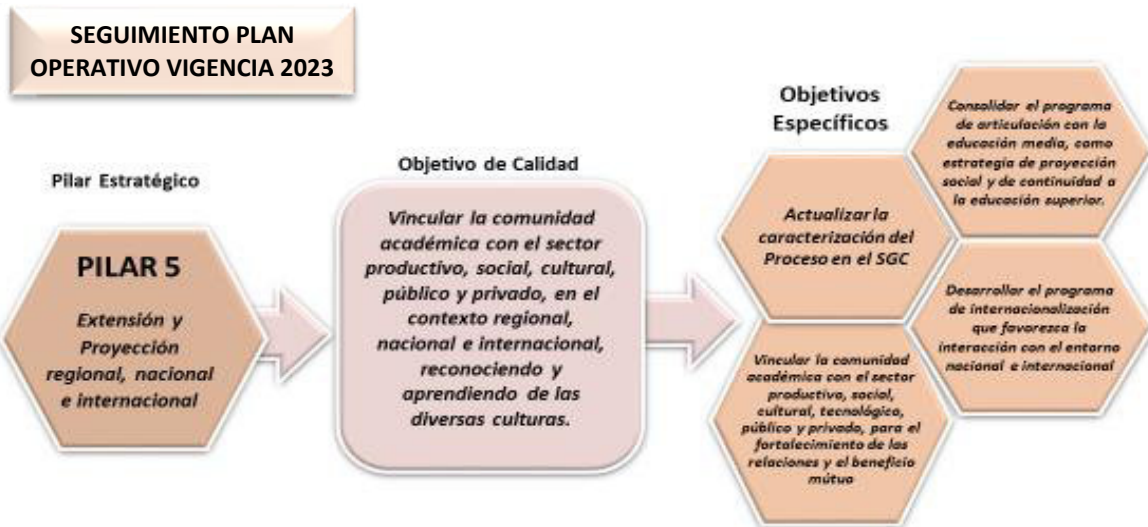 SEGUIMIENTO PLAN
OPERATIVO VIGENCIA 2023
Pilar Estratégico
PILAR 5
Extensión y
Proyección
regional, nacional
e internacional
Objetivo de Calidad
Vincular la comunidad
académica con el sector
productivo, social, cultural,
público y privado, en el
contexto regional,
nacional e internacional,
reconociendo y
aprendiendo de las
diversas culturas.
Objetivos
Específicos
Consolidar el programa
de articulación con la
educación media, como
estrategia de proyección
social y de continuidad a
la educación superior.
Actualizar la
caracterización del
Proceso en el SGC
Desarrollar el programa
de internacionalización
que favorezca la
interacción con el entorno
nacional e internacional
Vincular la comunidad
académica con el sector
productivo, social,
cultural, tecnológico,
público y privado, para el
fortalecimiento de las
relaciones y el beneficio
mútuo